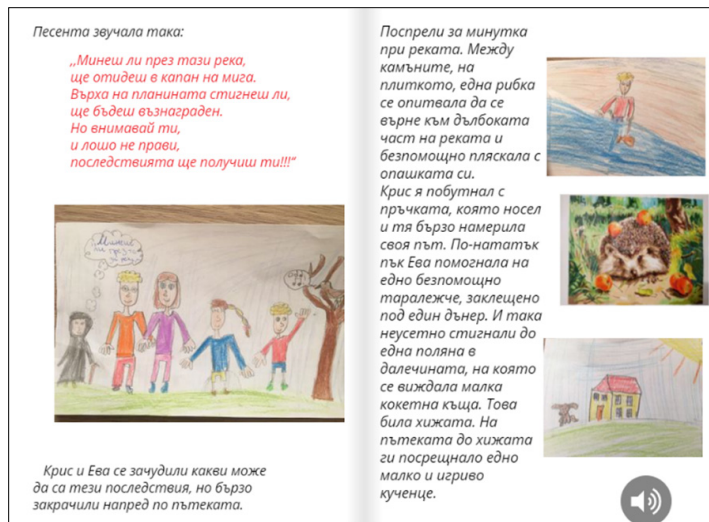 Песента звучала така:
,,Минеш ли през тази река,
ще отидеш в капан на мига.
Върха на планината стигнеш ли,
ще бъдеш възнаграден.
Но внимавай ти,
и лошо не прави,
последствията ще получиш ти!!!“
Крис и Ева се зачудили какви може
да са тези последствия, но бързо
закрачили напред по пътеката.
Поспрели за минутка
при реката. Между
камъните, на
плиткото, една рибка
се опитвала да се
върне към дълбоката
част на реката и
безпомощно пляскала с
опашката си.
Крис я побутнал с
пръчката, която носел
и тя бързо намерила
своя път. По-нататък
пък Ева помогнала на
едно безпомощно
таралежче, заклещено
под един дънер. И така
неусетно стигнали до
една поляна в
далечината, на която
се виждала малка
кокетна къща. Това
била хижата. На
пътеката до хижата
ги посрещнало едно
малко и игриво
кученце.